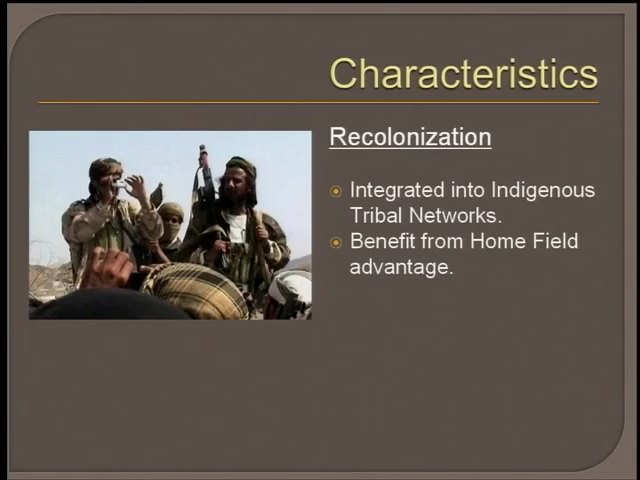 Characteristics
Recolonization
Integrated into Indigenous
Tribal Networks.
Benefit from Home Field
advantage.